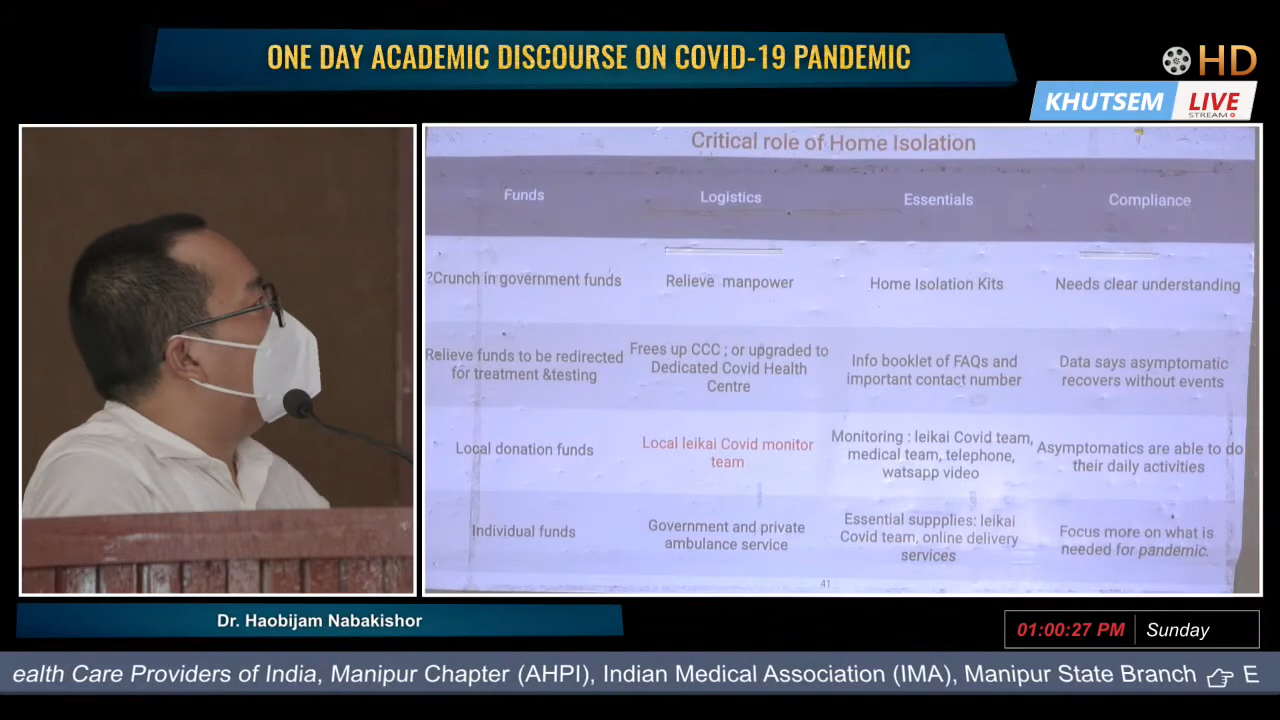 ONE DAY ACADEMIC DISCOURSE ON COVID-19 PANDEMIC
HD
KHUTSEM LIVE
STREAM
Critical role of Home Isolation
Funds
Logistics
Essentials
Compliance
?Crunch in government funds
Relieve manpower
Home Isolation Kits
Needs clear understanding
Relieve funds to be redirected
for treatment &testing
Frees up CCC ; or upgraded to
Dedicated Covid Health
Centre
Info booklet of FAQs and
important contact number
Data says asymptomatic
recovers without events
Local donation funds
Local leikai Covid monitor
team
Monitoring : leikai Covid team,
medical team, telephone,
watsapp video
Asymptomatics are able to do
their daily activities
Individual funds
Government and private
ambulance service
Essential suppplies: leikai
Covid team, online delivery
services
Focus more on what is
needed for pandemic.
41
Dr. Haobijam Nabakishor
01:00:27 PM Sunday
ealth Care Providers of India, Manipur Chapter (AHPI), Indian Medical Association (IMA), Manipur State Branch 👉 E